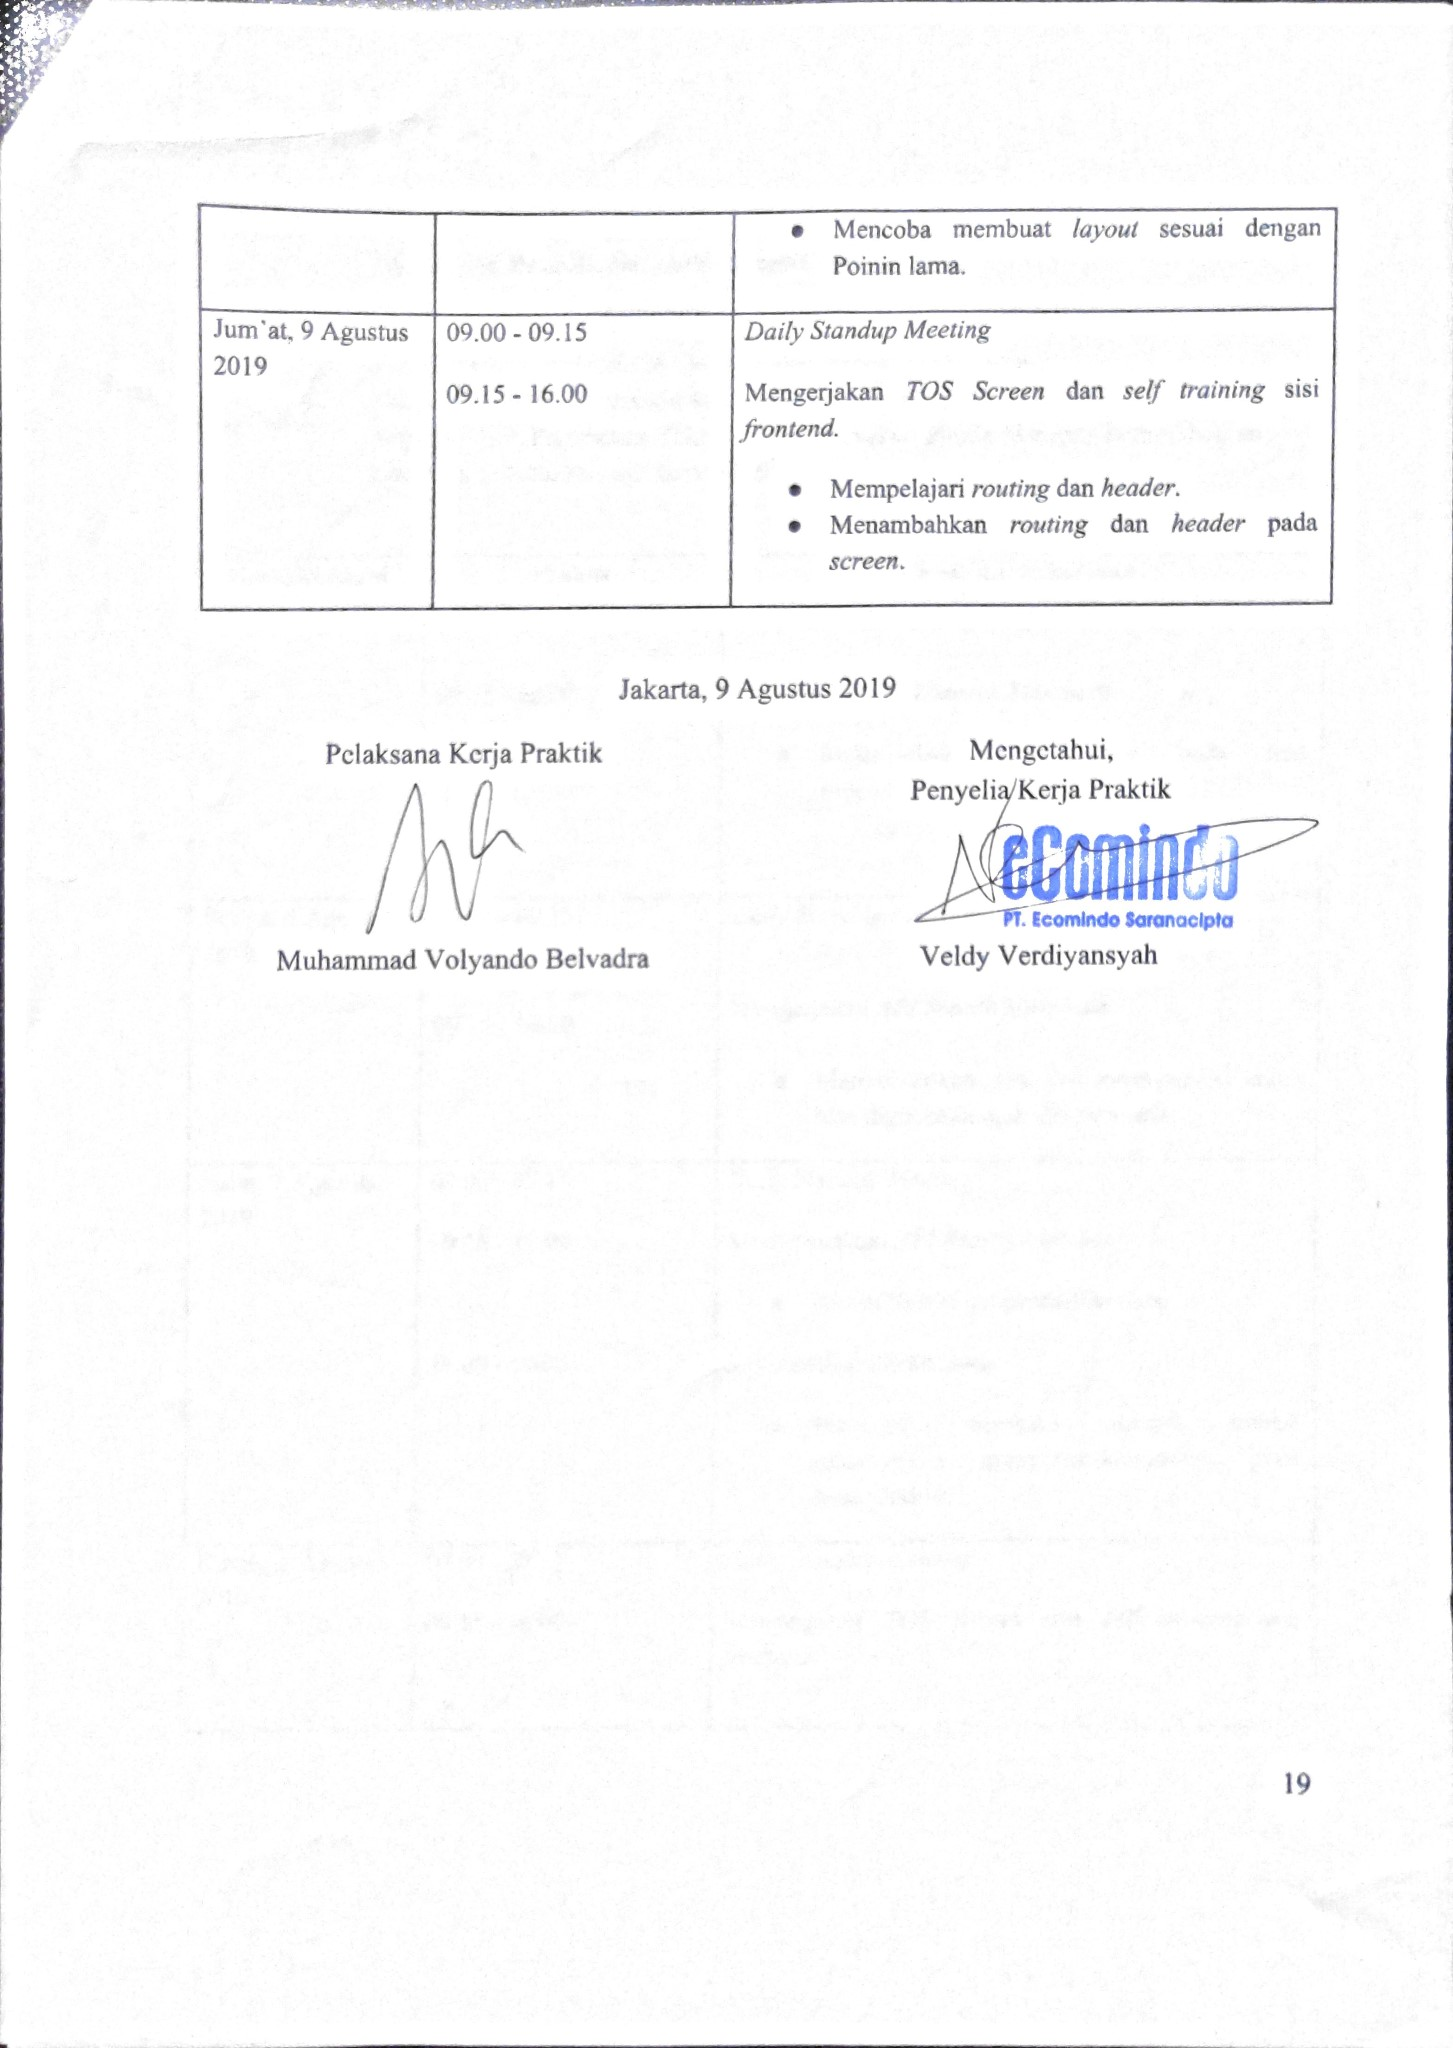 ● Mencoba membuat layout sesuai dengan
Poinin lama.
Jum`at, 9 Agustus
2019
09.00 - 09.15
09.15 - 16.00
Daily Standup Meeting
Mengerjakan TOS Screen dan self training sisi
frontend.
● Mempelajari routing dan header.
● Menambahkan routing dan header pada
screen.
Jakarta, 9 Agustus 2019
Pelaksana Kerja Praktik
Muhammad Volyando Belvadra
Mengetahui,
Penyelia Kerja Praktik
eComindo
PT. Ecomindo Saranacipta
Veldy Verdiyansyah
19